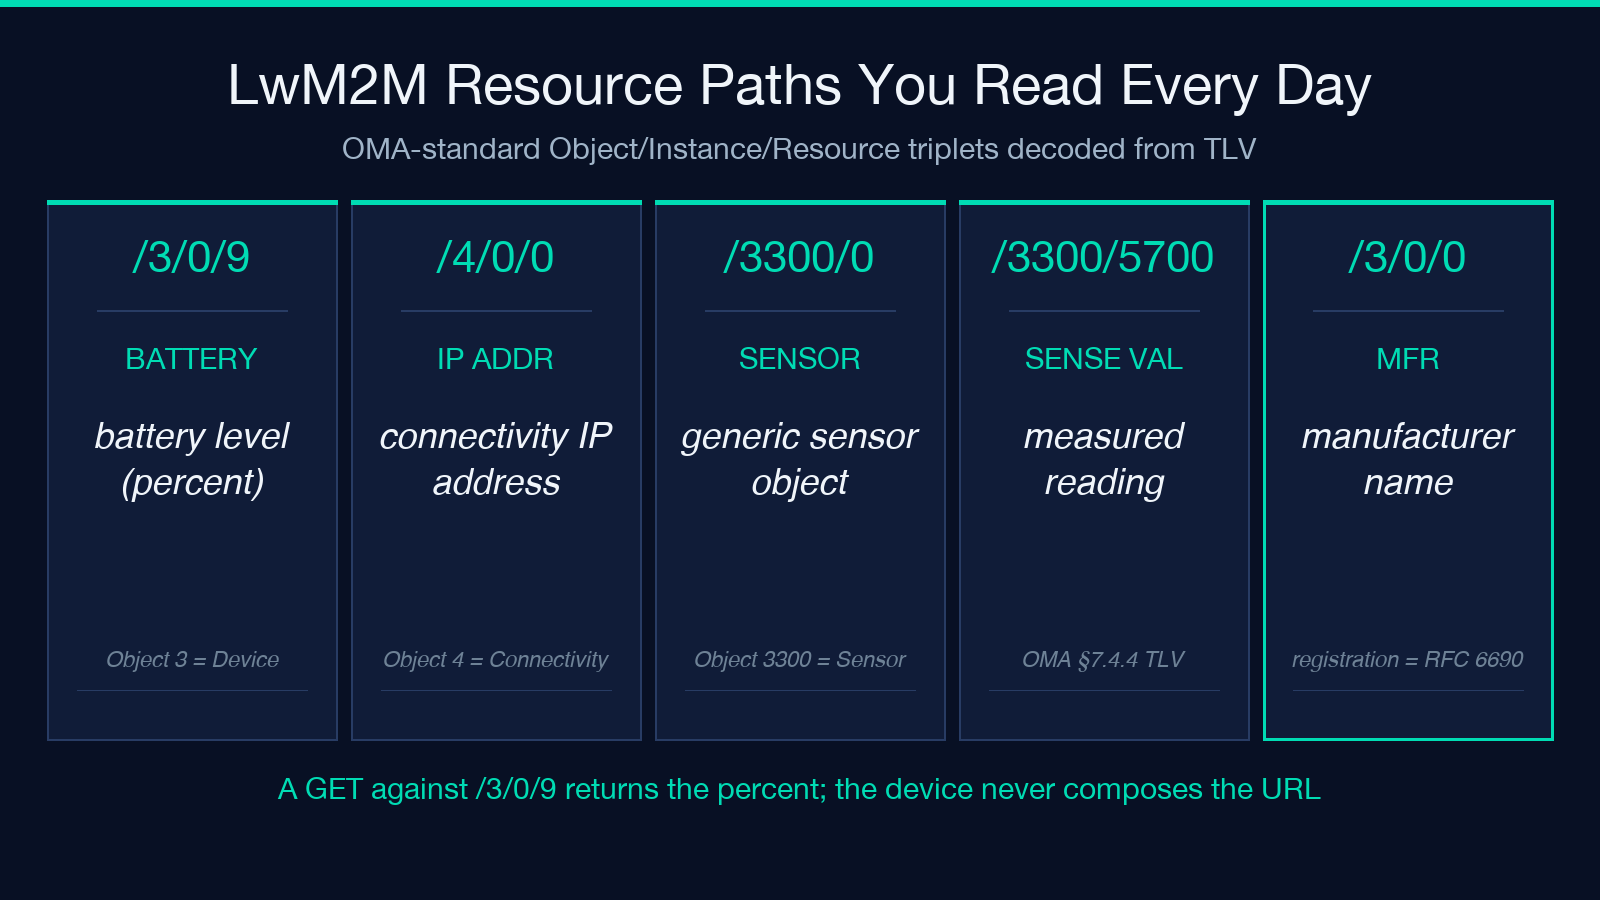 LwM2M Resource Paths You Read Every Day
OMA-standard Object/Instance/Resource triplets decoded from TLV
/3/0/9
BATTERY
battery level
(percent)
Object 3 = Device
/4/0/0
IP ADDR
connectivity IP
address
Object 4 = Connectivity
/3300/0
SENSOR
generic sensor
object
Object 3300 = Sensor
/3300/5700
SENSE VAL
measured
reading
OMA §7.4.4 TLV
/3/0/0
MFR
manufacturer
name
registration = RFC 6690
A GET against /3/0/9 returns the percent; the device never composes the URL